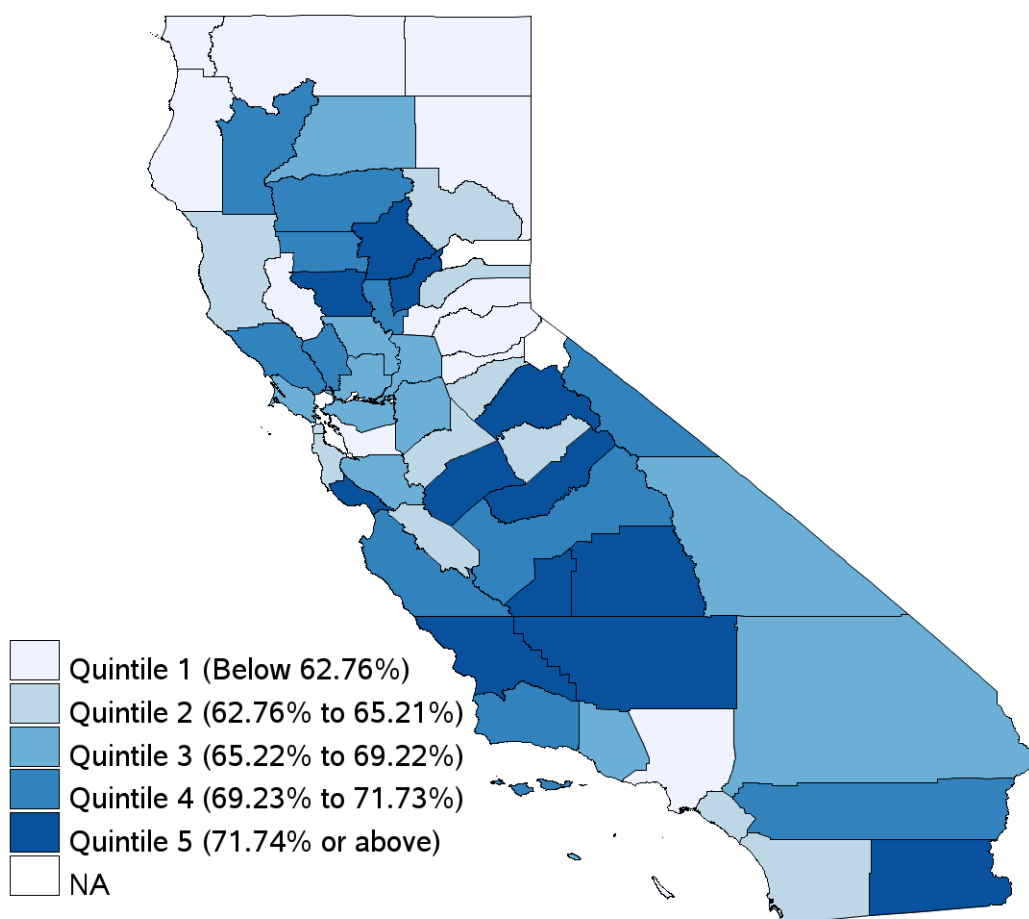 Quintile 1 (Below 62.76%)
Quintile 2 (62.76% to 65.21%)
Quintile 3 (65.22% to 69.22%)
Quintile 4 (69.23% to 71.73%)
Quintile 5 (71.74% or above)
NA